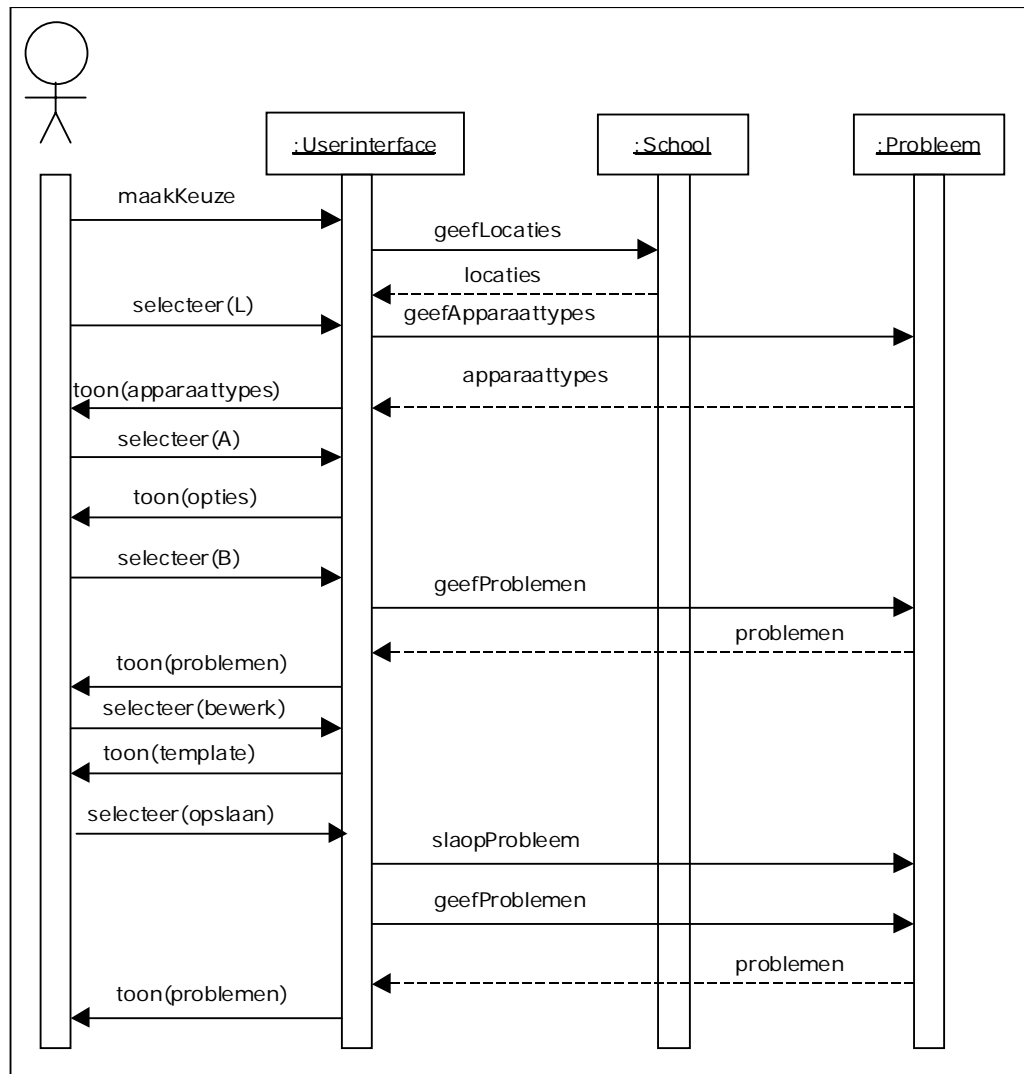 :Userinterface
:School
:Probleem
maakKeuze
geefLocaties
locaties
selecteer(L)
geefApparaattypes
apparaattypes
toon(apparaattypes)
selecteer(A)
toon(opties)
selecteer(B)
geefProblemen
problemen
toon(problemen)
selecteer(bewerk)
toon(template)
selecteer(opslaan)
slaopProbleem
geefProblemen
problemen
toon(problemen)